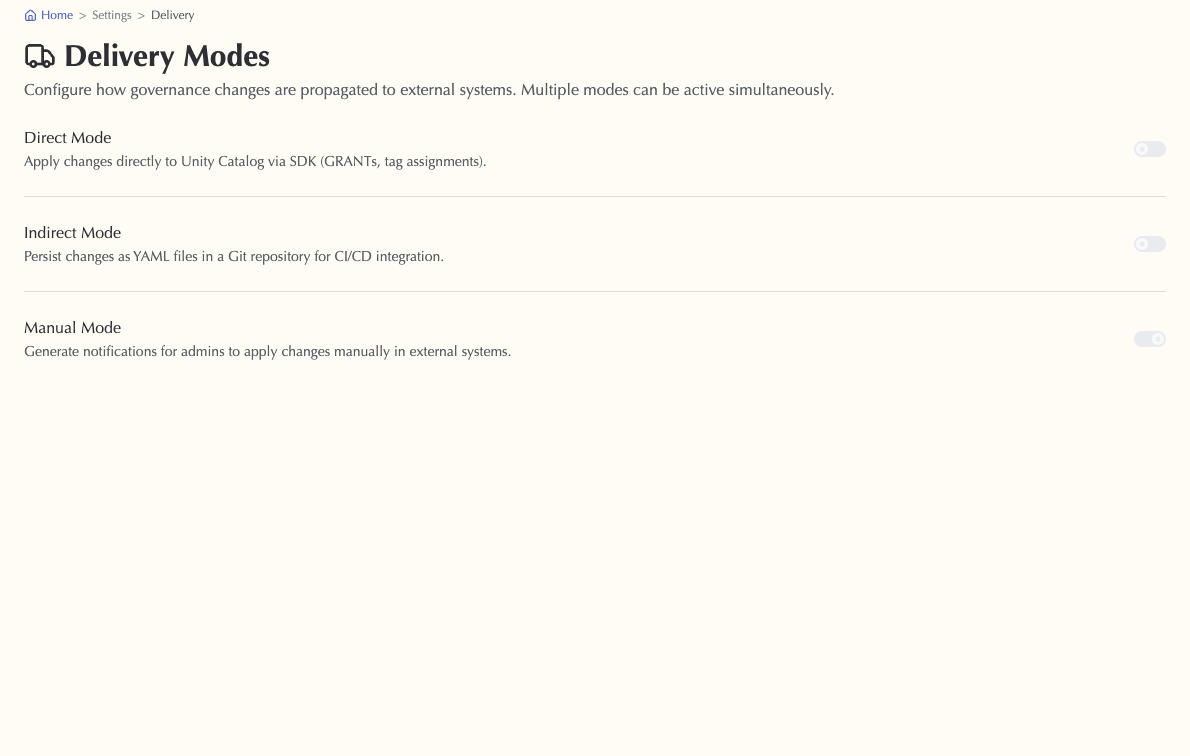 Home > Settings > Delivery
Delivery Modes
Configure how governance changes are propagated to external systems. Multiple modes can be active simultaneously.
Direct Mode
Apply changes directly to Unity Catalog via SDK (GRANTs, tag assignments).
Indirect Mode
Persist changes as YAML files in a Git repository for CI/CD integration.
Manual Mode
Generate notifications for admins to apply changes manually in external systems.